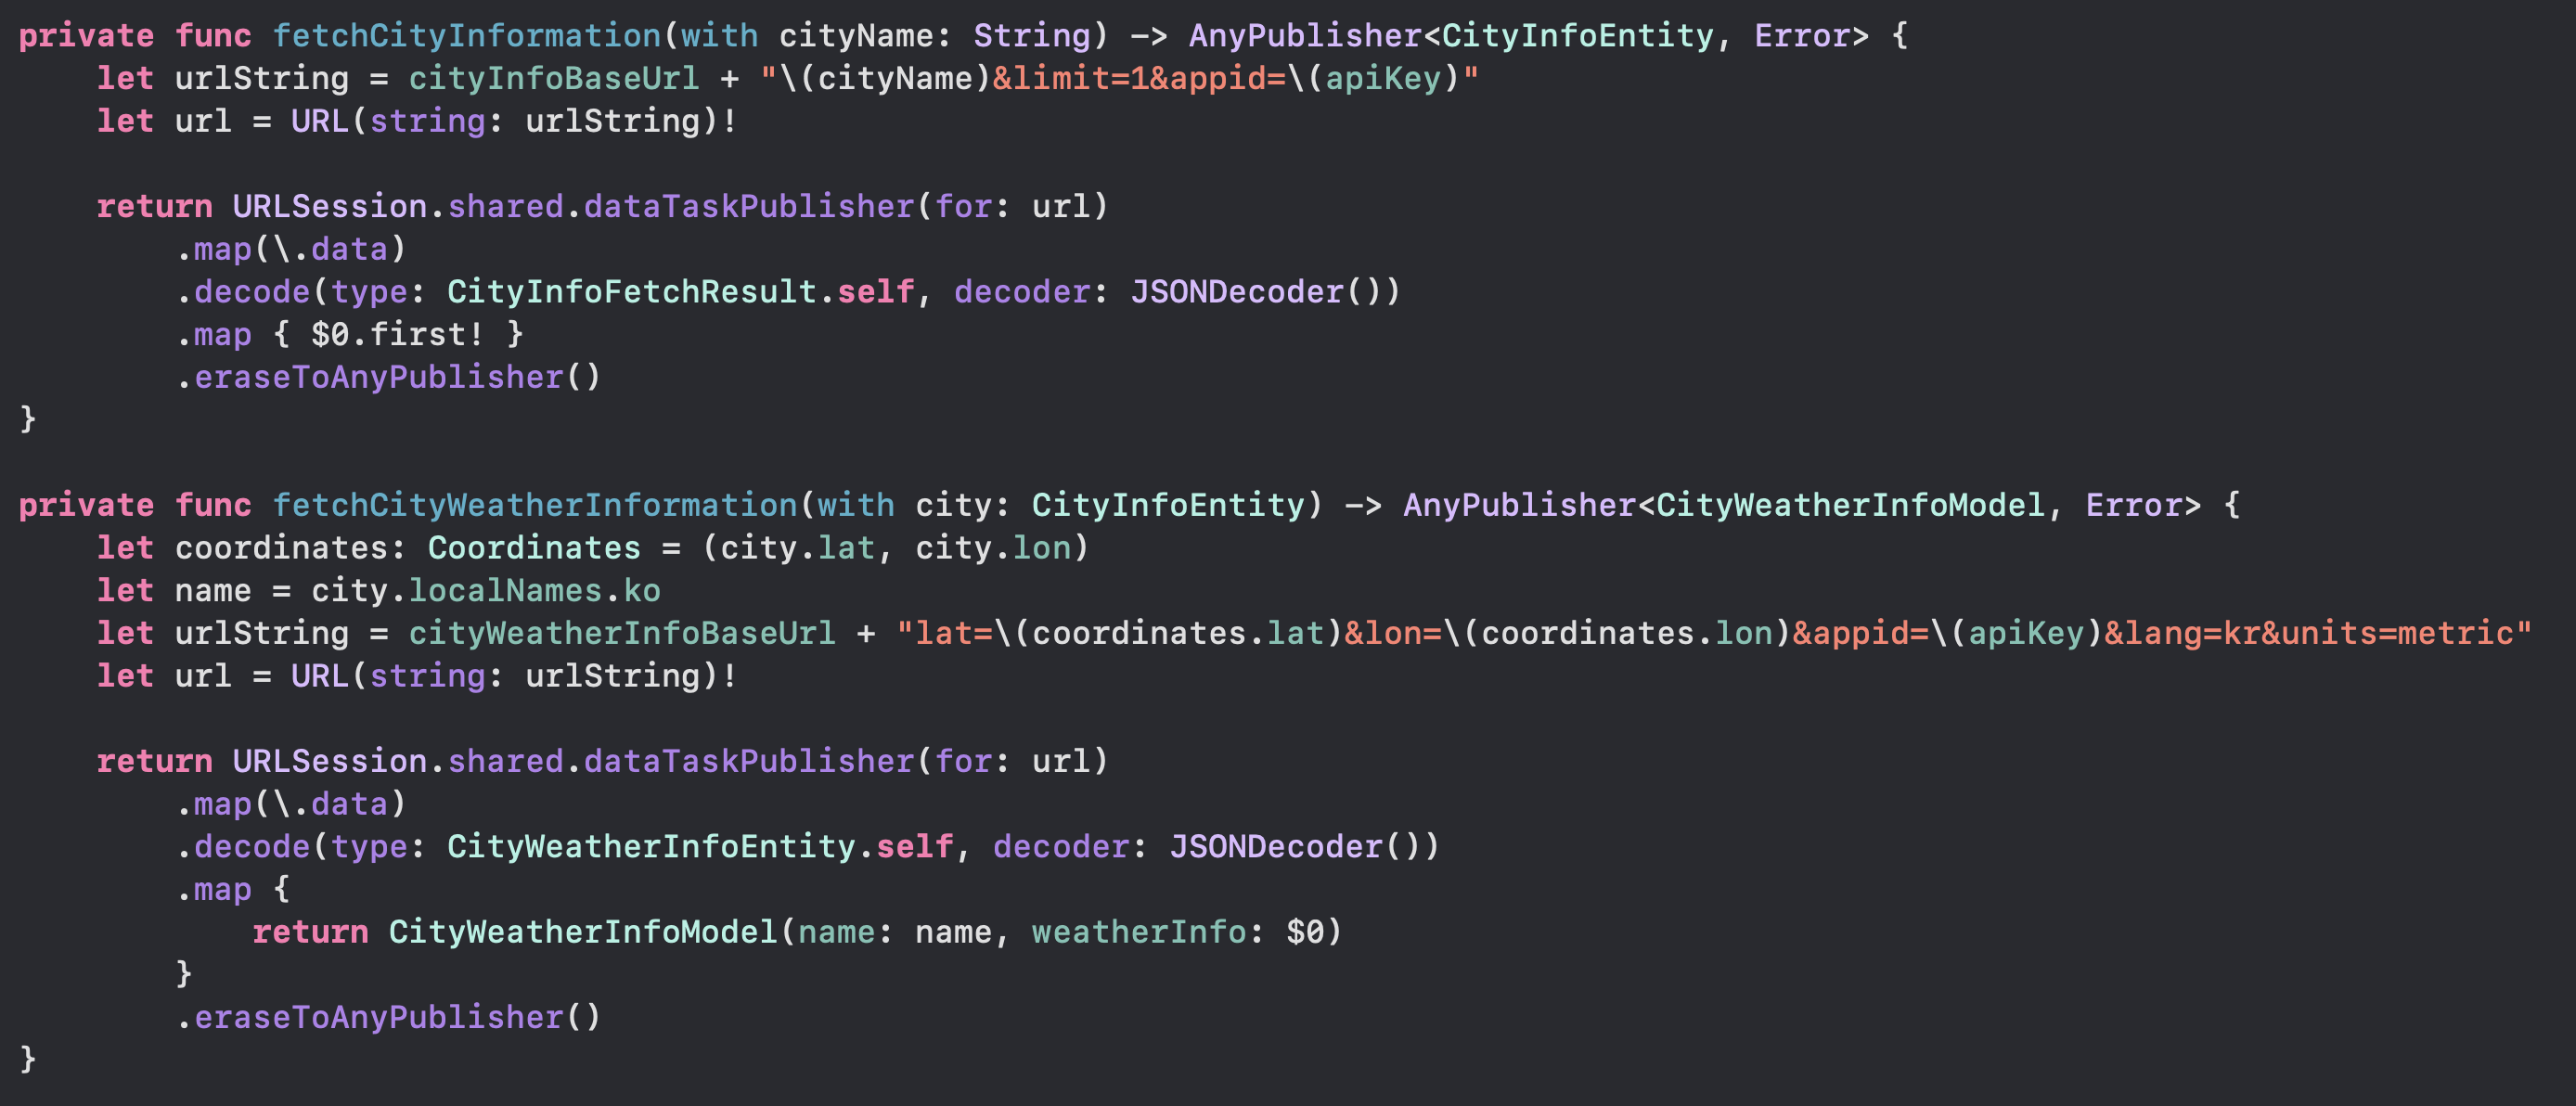 private func fetchCityInformation(with cityName: String) -> AnyPublisher<CityInfoEntity, Error> {
    let urlString = cityInfoBaseUrl + "\(cityName)&limit=1&appid=\(apiKey)"
    let url = URL(string: urlString)!

    return URLSession.shared.dataTaskPublisher(for: url)
        .map(\.data)
        .decode(type: CityInfoFetchResult.self, decoder: JSONDecoder())
        .map { $0.first! }
        .eraseToAnyPublisher()
}

private func fetchCityWeatherInformation(with city: CityInfoEntity) -> AnyPublisher<CityWeatherInfoModel, Error> {
    let coordinates: Coordinates = (city.lat, city.lon)
    let name = city.localNames.ko
    let urlString = cityWeatherInfoBaseUrl + "lat=\(coordinates.lat)&lon=\(coordinates.lon)&appid=\(apiKey)&lang=kr&units=metric"
    let url = URL(string: urlString)!

    return URLSession.shared.dataTaskPublisher(for: url)
        .map(\.data)
        .decode(type: CityWeatherInfoEntity.self, decoder: JSONDecoder())
        .map {
            return CityWeatherInfoModel(name: name, weatherInfo: $0)
        }
        .eraseToAnyPublisher()
}